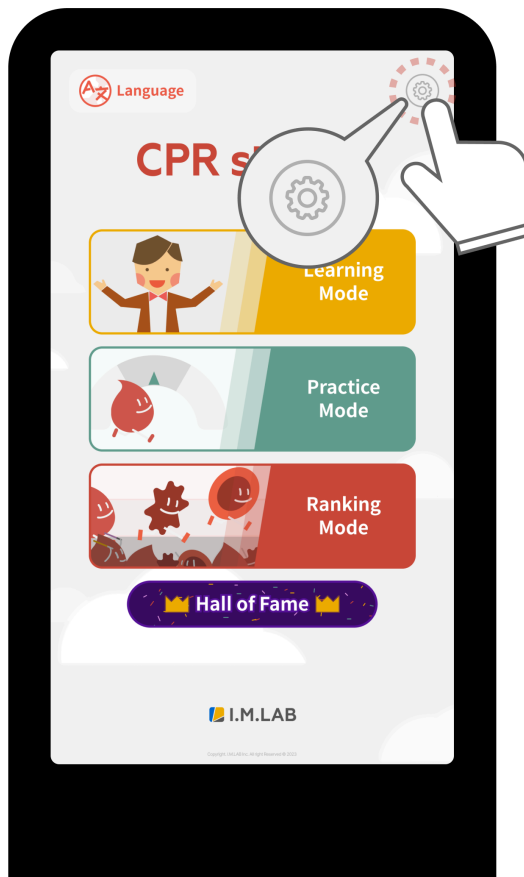 Language
CPR
Learning
Mode
Practice
Mode
Ranking
Mode
Hall of Fame
I.M.LAB